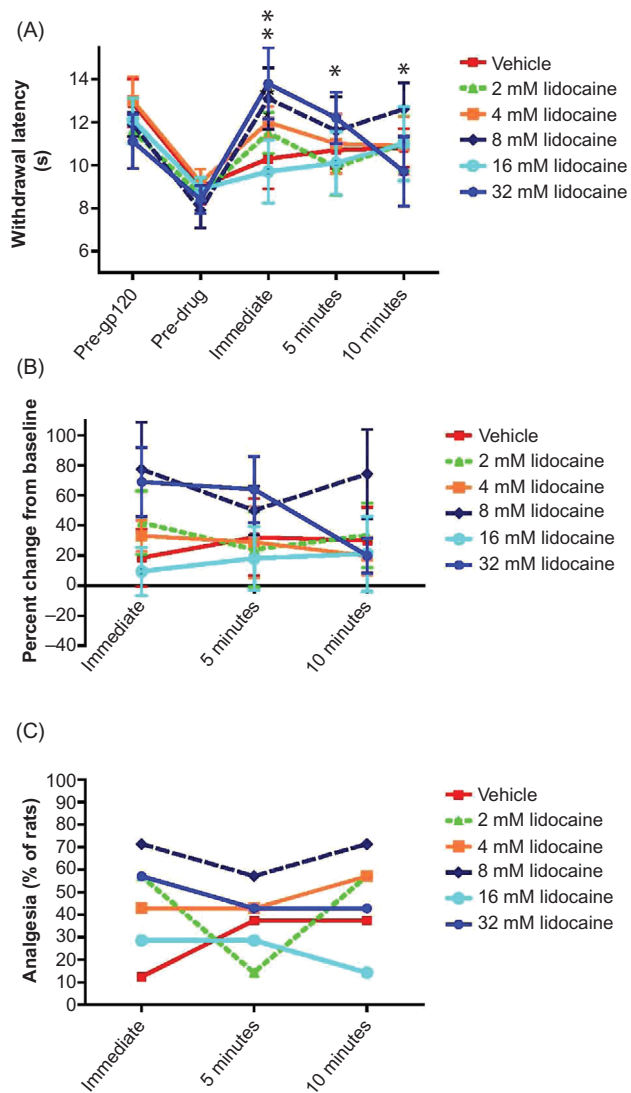 (A)
*
*
*
*
14
12
10
8
6
Withdrawal latency
(s)
Pre-gp120
Pre-drug
Immediate
5 minutes
10 minutes
Vehicle
2 mM lidocaine
4 mM lidocaine
8 mM lidocaine
16 mM lidocaine
32 mM lidocaine
(B)
100
80
60
40
20
0
–20
–40
Percent change from baseline
Immediate
5 minutes
10 minutes
Vehicle
2 mM lidocaine
4 mM lidocaine
8 mM lidocaine
16 mM lidocaine
32 mM lidocaine
(C)
100
90
80
70
60
50
40
30
20
10
0
Analgesia (% of rats)
Immediate
5 minutes
10 minutes
Vehicle
2 mM lidocaine
4 mM lidocaine
8 mM lidocaine
16 mM lidocaine
32 mM lidocaine